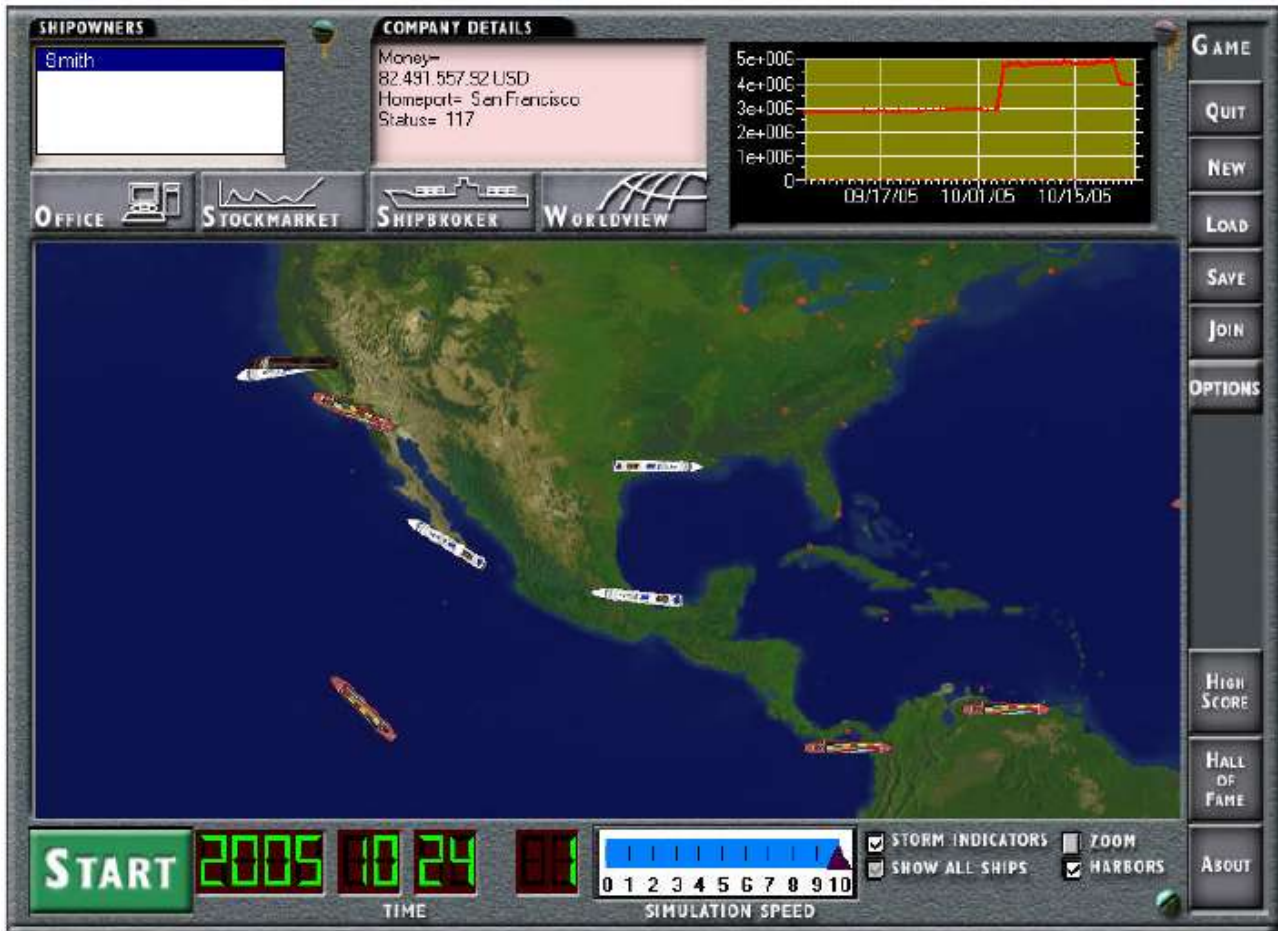 SHIPOWNERS
Smith
COMPANY DETAILS
Money=
82.491.557.92 USD
Homeport= San Francisco
Status= 117
5e+006
4e+006
3e+006
2e+006
1e+006
0
09/17/05 10/01/05 10/15/05
OFFICE
STOCKMARKET
SHIPBROKER
WORLDVIEW
GAME
QUIT
NEW
LOAD
SAVE
JOIN
OPTIONS
HIGH
SCORE
HALL
OF
FAME
ABOUT
START
2005 10 24 1
TIME
0 1 2 3 4 5 6 7 8 9 10
SIMULATION SPEED
STORM INDICATORS
ZOOM
SHOW ALL SHIPS
HARBORS